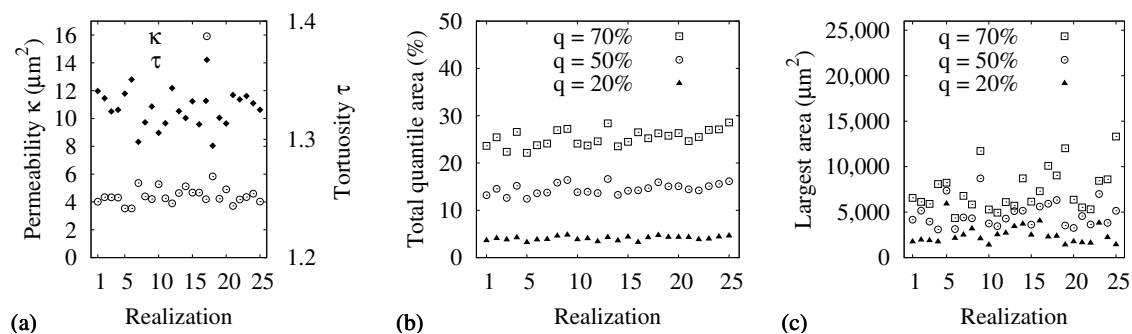 Permeability κ (μm²)
16
14
12
10
8
6
4
2
0
κ
τ
1.4
1.3
1.2
Tortuosity τ
1 5 10 15 20 25
(a) Realization
Total quantile area (%)
50
40
30
20
10
0
q = 70%
q = 50%
q = 20%
1 5 10 15 20 25
(b) Realization
Largest area (μm²)
25,000
20,000
15,000
10,000
5,000
0
q = 70%
q = 50%
q = 20%
1 5 10 15 20 25
(c) Realization